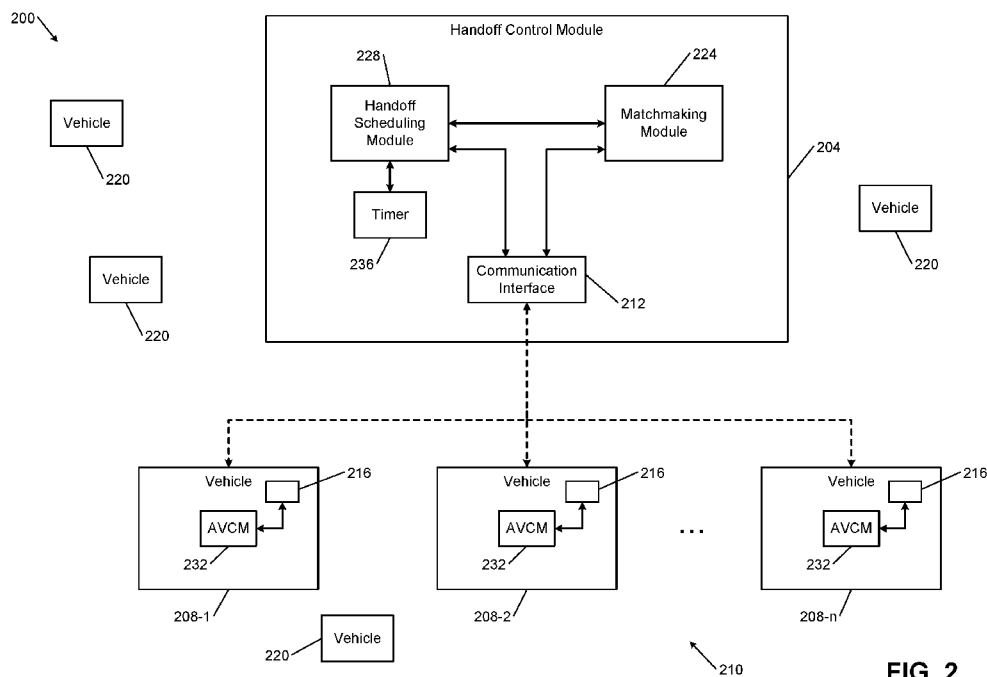 200
Handoff Control Module
228
224
Handoff
Scheduling
Module
Matchmaking
Module
204
Vehicle
220
Timer
236
Vehicle
220
Vehicle
220
Communication
Interface
212
Vehicle
216
AVCM
232
208-1
Vehicle
216
AVCM
232
208-2
...
Vehicle
216
AVCM
232
208-n
220
Vehicle
210
FIG. 2